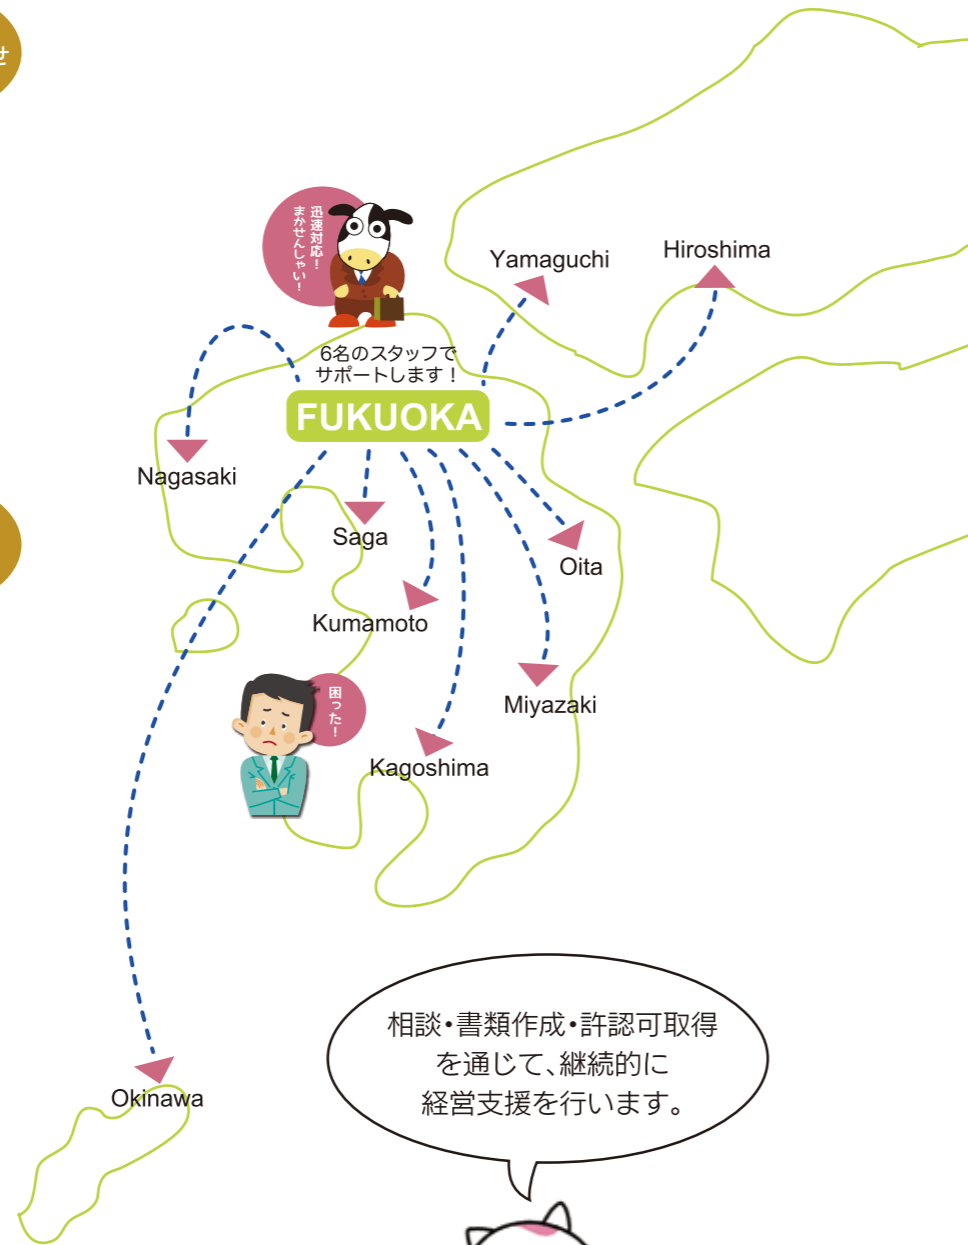 せ
迅速対応！
まかせんしゃい！
Yamaguchi
Hiroshima
6名のスタッフで
サポートします！
FUKUOKA
Nagasaki
Saga
Oita
Kumamoto
困った！
Miyazaki
Kagoshima
相談・書類作成・許認可取得
を通じて、継続的に
経営支援を行います。
Okinawa